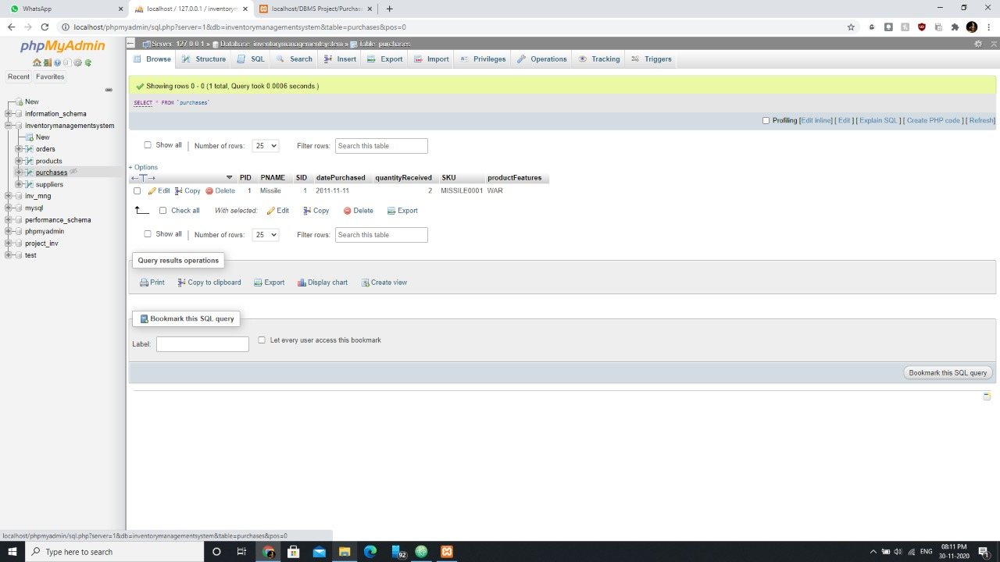 WhatsApp
localhost / 127.0.0.1 / inventory
localhost/DBMS Project/Purchase
localhost/phpmyadmin/sql.php?server=1&db=inventorymanagementsystem&table=purchases&pos=0
phpMyAdmin
Server: 127.0.0.1 » Database: inventorymanagementsystem » Table: purchases
Browse Structure SQL Search Insert Export Import Privileges Operations Tracking Triggers
Recent Favorites
New
information_schema
inventorymanagementsystem
New
orders
products
purchases
suppliers
inv_mng
mysql
performance_schema
phpmyadmin
project_inv
test
Showing rows 0 - 0 (1 total, Query took 0.0006 seconds.)
SELECT * FROM `purchases`
Profiling [Edit inline] [ Edit ] [ Explain SQL ] [ Create PHP code ] [ Refresh]
Show all Number of rows: 25 Filter rows: Search this table
+ Options
←T→ PID PNAME SID datePurchased quantityReceived SKU productFeatures
Edit Copy Delete 1 Missile 1 2011-11-11 2 MISSILE0001 WAR
Check all With selected: Edit Copy Delete Export
Show all Number of rows: 25 Filter rows: Search this table
Query results operations
Print Copy to clipboard Export Display chart Create view
Bookmark this SQL query
Label: Let every user access this bookmark
Bookmark this SQL query
localhost/phpmyadmin/sql.php?server=1&db=inventorymanagementsystem&table=purchases&pos=0
Type here to search
92
ENG
08:11 PM
30-11-2020
1